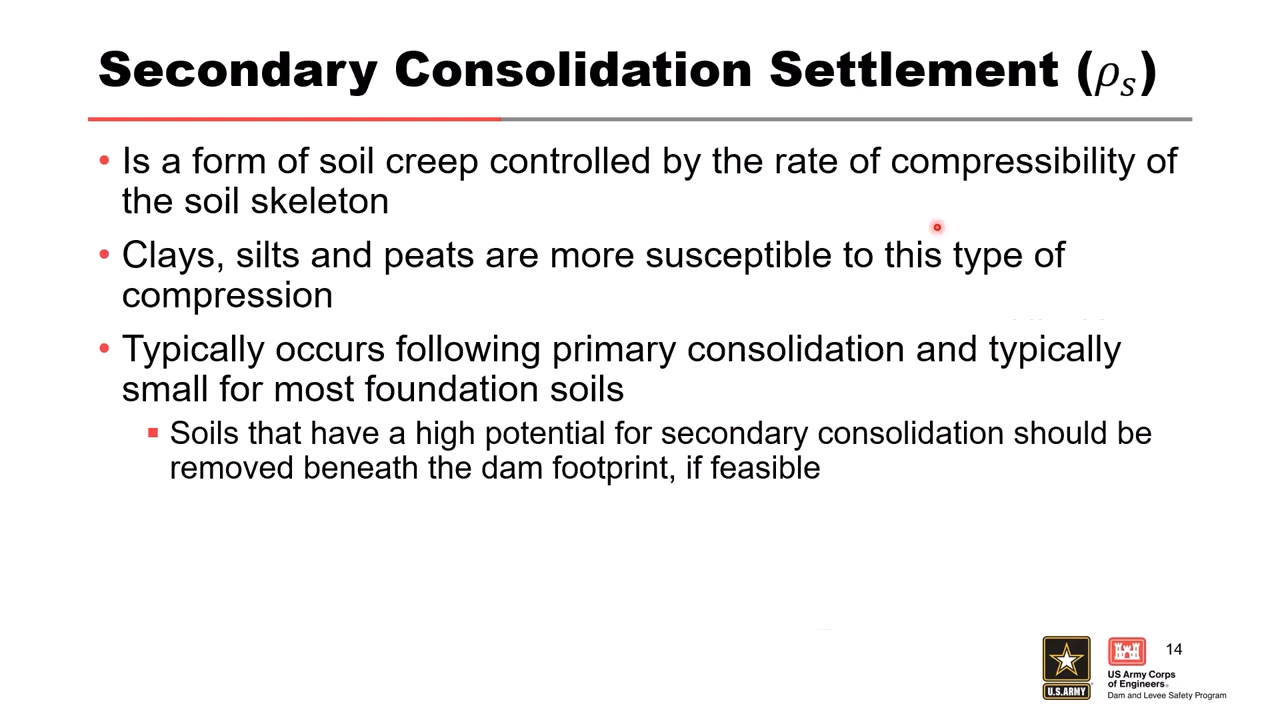 Secondary Consolidation Settlement (ρₛ)
• Is a form of soil creep controlled by the rate of compressibility of
the soil skeleton
• Clays, silts and peats are more susceptible to this type of
compression
• Typically occurs following primary consolidation and typically
small for most foundation soils
▪ Soils that have a high potential for secondary consolidation should be
removed beneath the dam footprint, if feasible
U.S.ARMY
US Army Corps
of Engineers®
Dam and Levee Safety Program
14